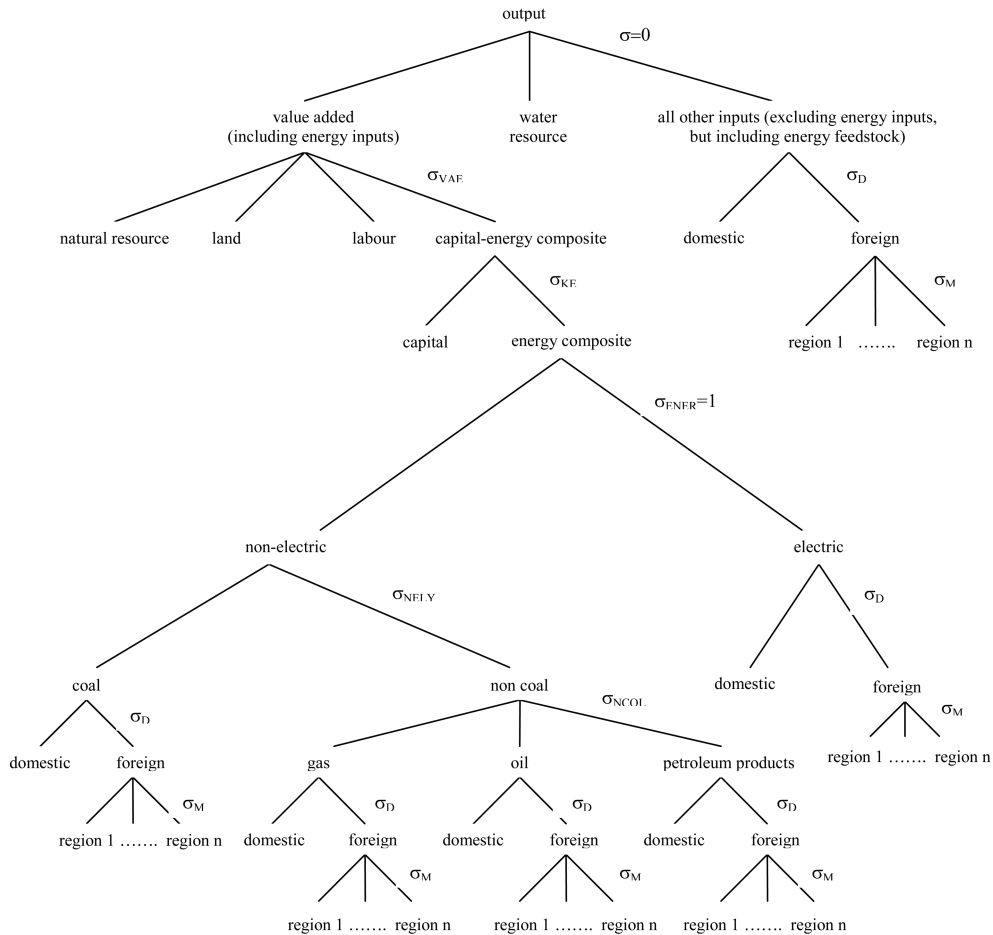 output
σ=0
value added
(including energy inputs)
water
resource
all other inputs (excluding energy inputs,
but including energy feedstock)
σVAE
σD
natural resource land labour capital-energy composite domestic foreign
σKE
σM
capital energy composite region 1 ……. region n
σENER=1
non-electric electric
σNELY
σD
coal non coal domestic foreign
σD
σNCOL
σM
domestic foreign gas oil petroleum products region 1 ……. region n
σM
σD
σD
σD
region 1 ……. region n domestic foreign domestic foreign domestic foreign
σM
σM
σM
region 1 ……. region n region 1 ……. region n region 1 ……. region n